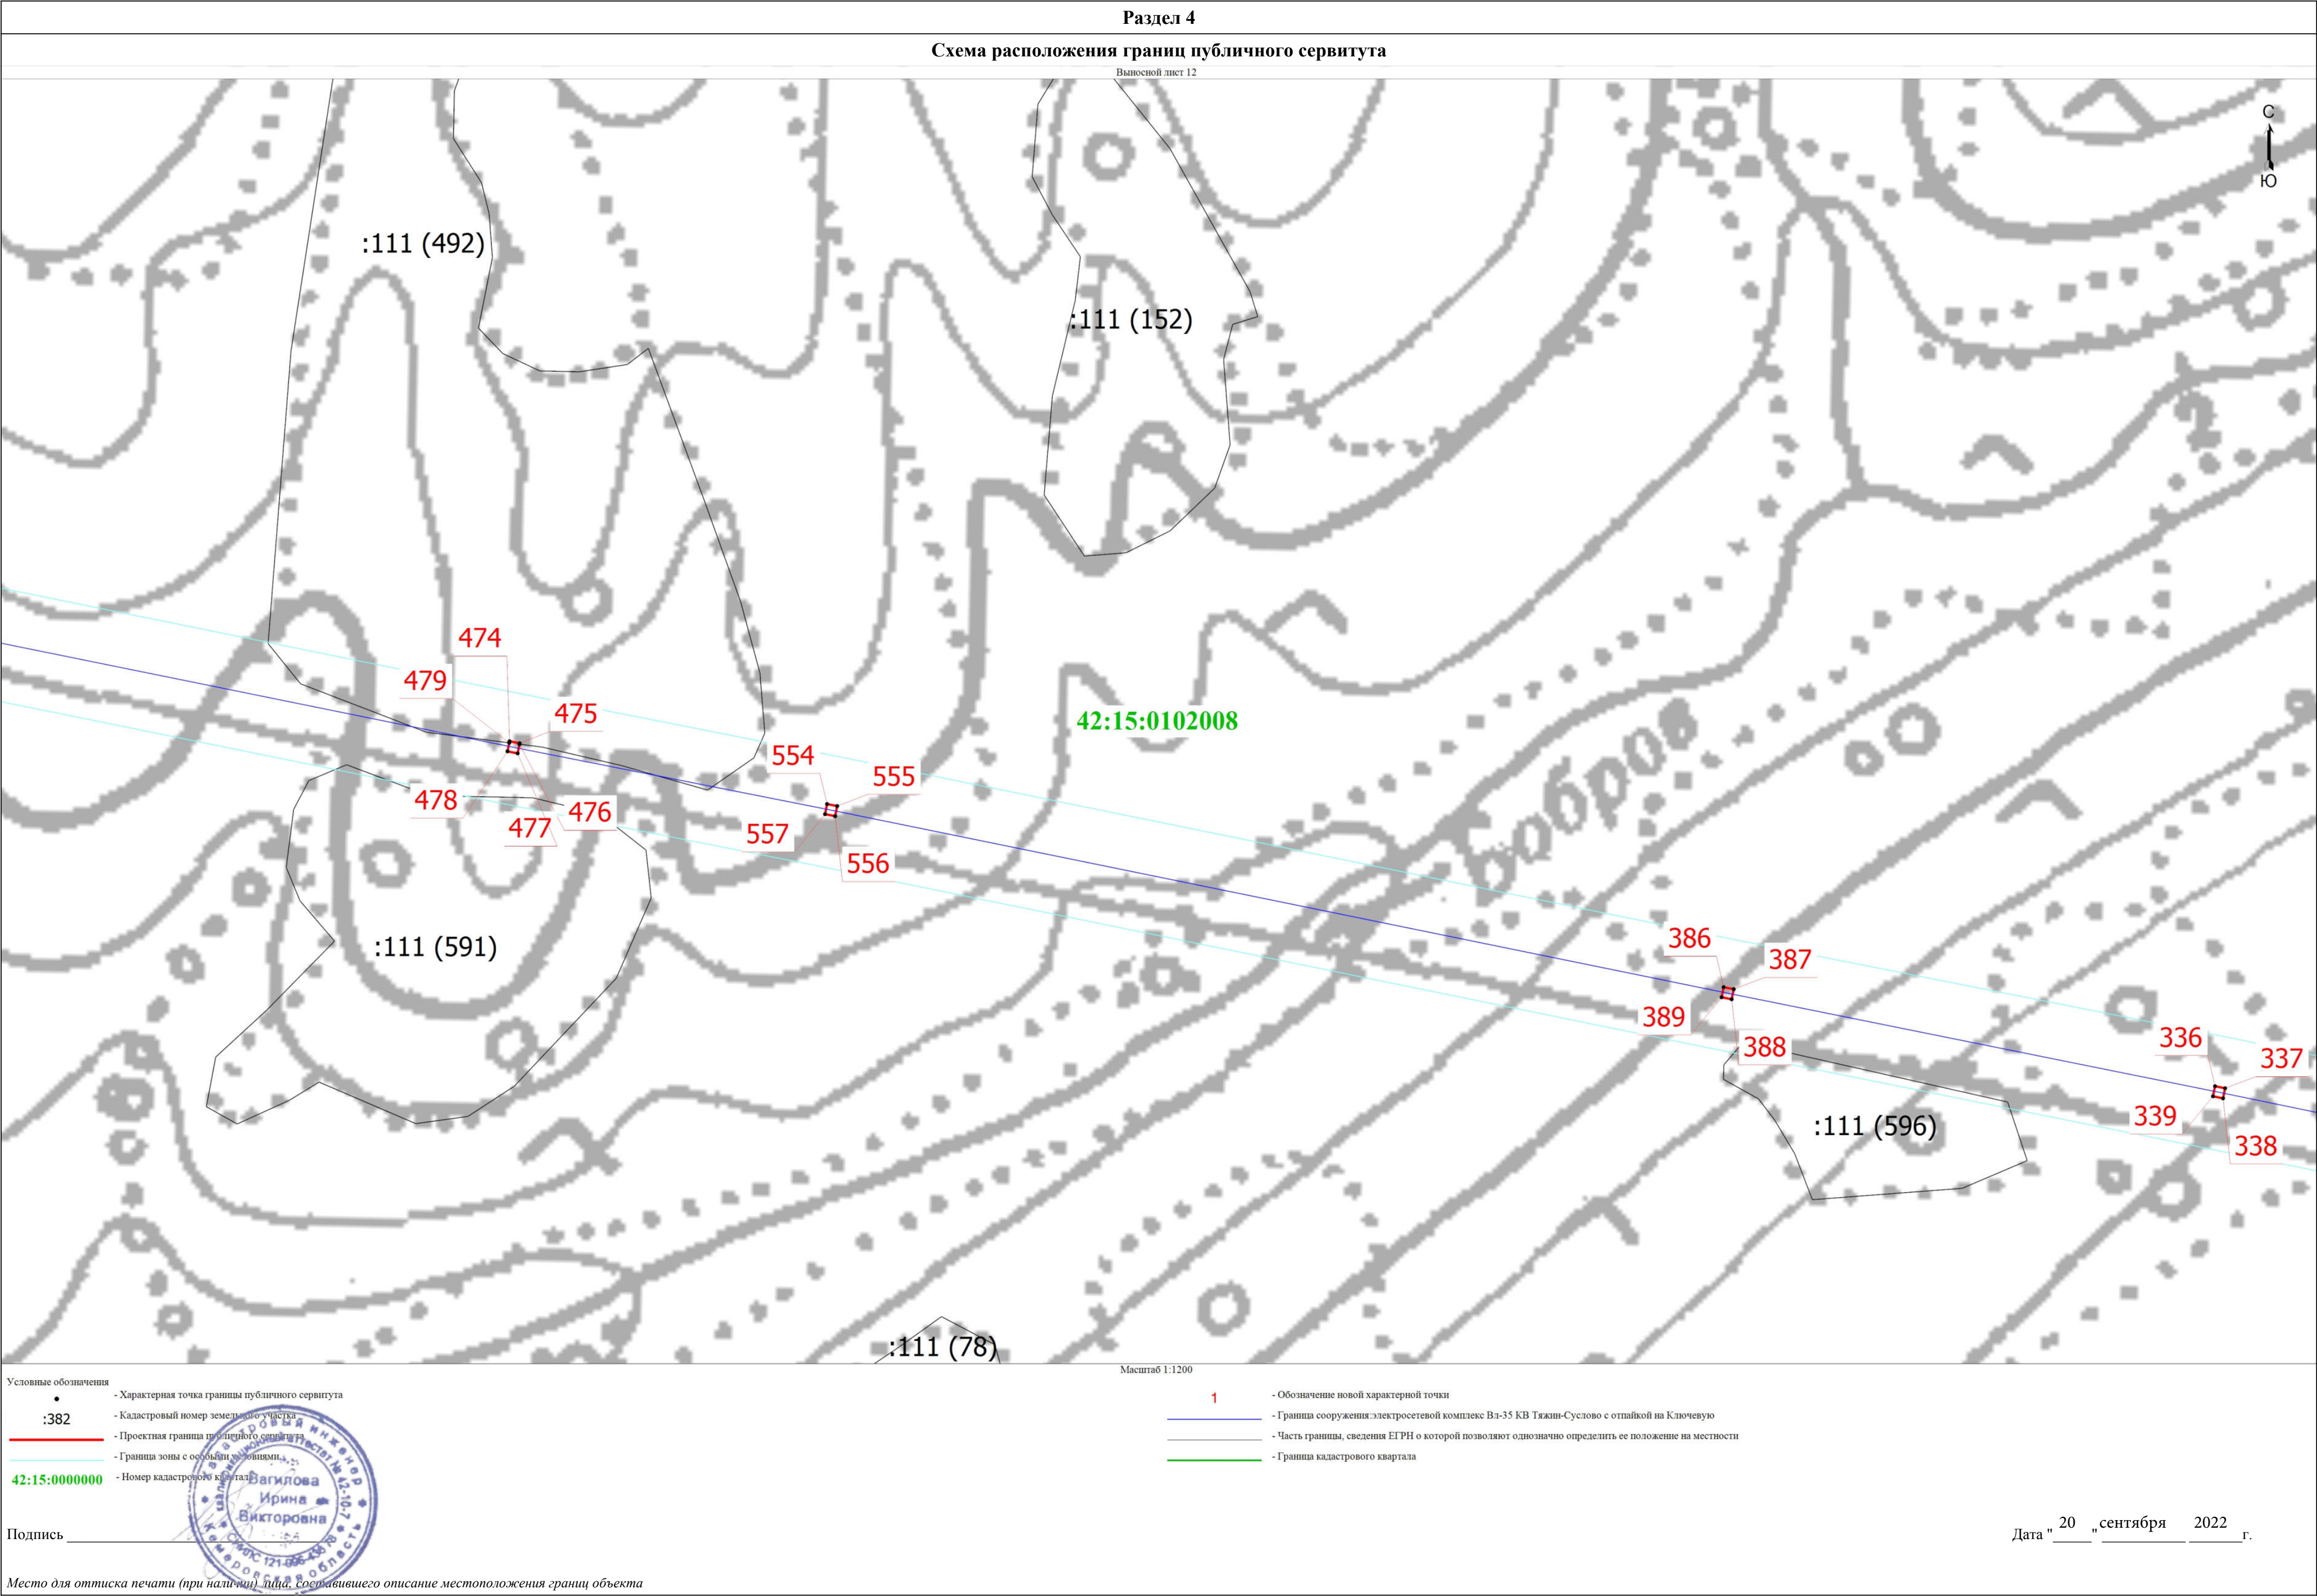 Раздел 4
Схема расположения границ публичного сервитута
Выносной лист 12
С
Ю
:111 (492)
:111 (152)
474
479
475
42:15:0102008
554
555
478
476
477
557
556
бобров
386
387
:111 (591)
389
388
336
337
339
338
:111 (596)
:111 (78)
Масштаб 1:1200
Условные обозначения
- Характерная точка границы публичного сервитута
:382 - Кадастровый номер земельного участка
- Проектная граница публичного сервитута
- Граница зоны с особыми условиями
42:15:0000000 - Номер кадастрового квартала
1 - Обозначение новой характерной точки
- Граница сооружения:электросетевой комплекс Вл-35 КВ Тяжин-Суслово с отпайкой на Ключевую
- Часть границы, сведения ЕГРН о которой позволяют однозначно определить ее положение на местности
- Граница кадастрового квартала
Кадастровый инженер
Вагилова
Ирина
Викторовна
Кемеровская область
Подпись
Дата " 20 " сентября 2022 г.
Место для оттиска печати (при наличии) лица, составившего описание местоположения границ объекта